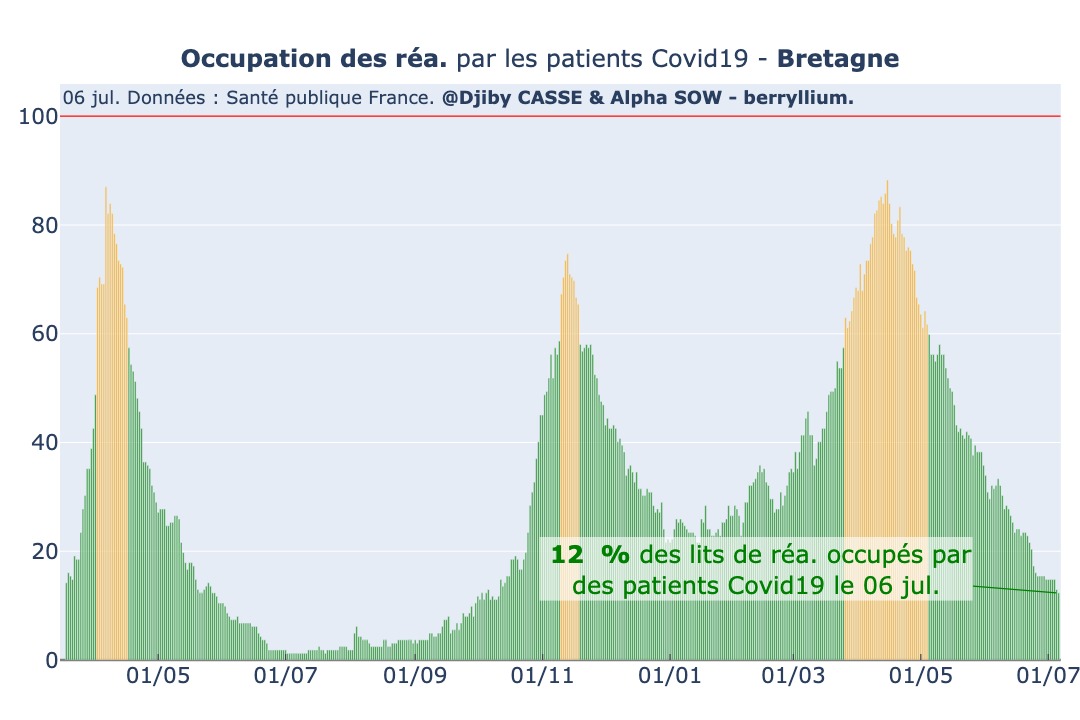 Occupation des réa. par les patients Covid19 - Bretagne
06 jul. Données : Santé publique France. @Djiby CASSE & Alpha SOW - berryllium.
100
80
60
40
20
0
12 % des lits de réa. occupés par
des patients Covid19 le 06 jul.
01/05 01/07 01/09 01/11 01/01 01/03 01/05 01/07